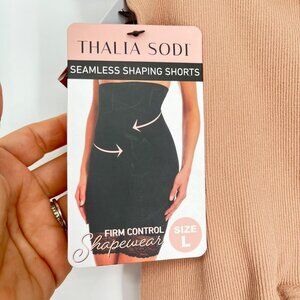 THALIA SODI
SEAMLESS SHAPING SHORTS
FIRM CONTROL
Shapewear
SIZE
L